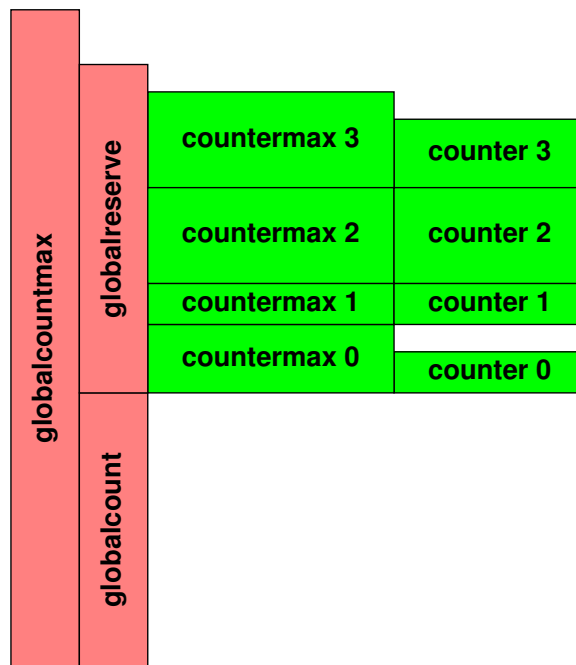 globalcountmax
globalreserve
globalcount
countermax 3
counter 3
countermax 2
counter 2
countermax 1
counter 1
countermax 0
counter 0